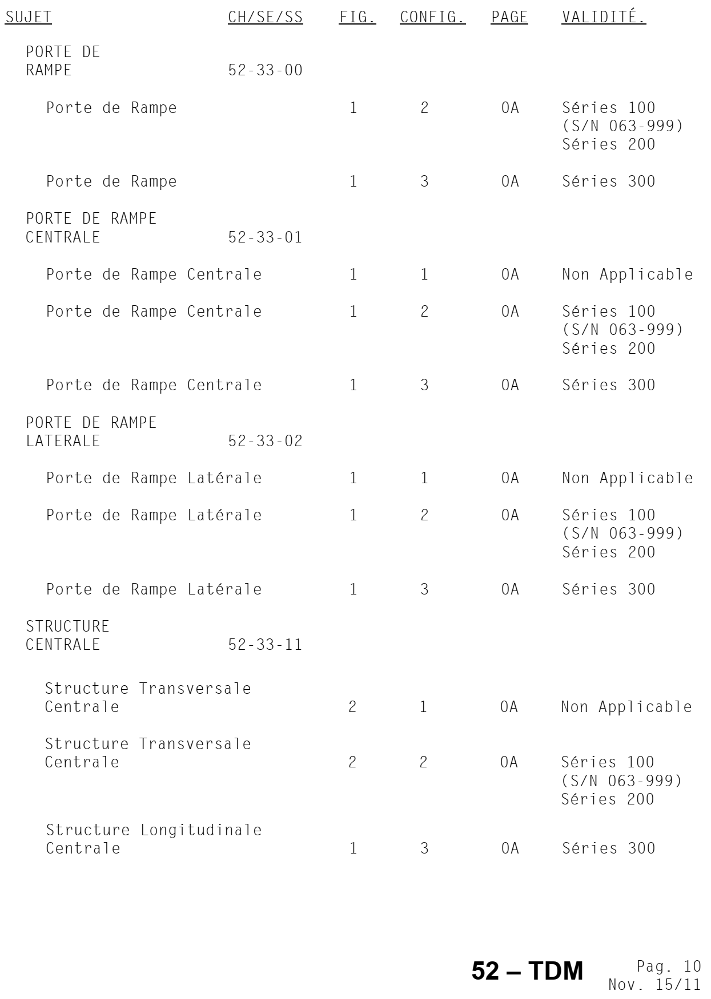 SUJET CH/SE/SS FIG. CONFIG. PAGE VALIDITÉ.
PORTE DE
RAMPE 52-33-00
Porte de Rampe 1 2 0A Séries 100
(S/N 063-999)
Séries 200
Porte de Rampe 1 3 0A Séries 300
PORTE DE RAMPE
CENTRALE 52-33-01
Porte de Rampe Centrale 1 1 0A Non Applicable
Porte de Rampe Centrale 1 2 0A Séries 100
(S/N 063-999)
Séries 200
Porte de Rampe Centrale 1 3 0A Séries 300
PORTE DE RAMPE
LATERALE 52-33-02
Porte de Rampe Latérale 1 1 0A Non Applicable
Porte de Rampe Latérale 1 2 0A Séries 100
(S/N 063-999)
Séries 200
Porte de Rampe Latérale 1 3 0A Séries 300
STRUCTURE
CENTRALE 52-33-11
Structure Transversale
Centrale 2 1 0A Non Applicable
Structure Transversale
Centrale 2 2 0A Séries 100
(S/N 063-999)
Séries 200
Structure Longitudinale
Centrale 1 3 0A Séries 300
52 – TDM Pag. 10
Nov. 15/11